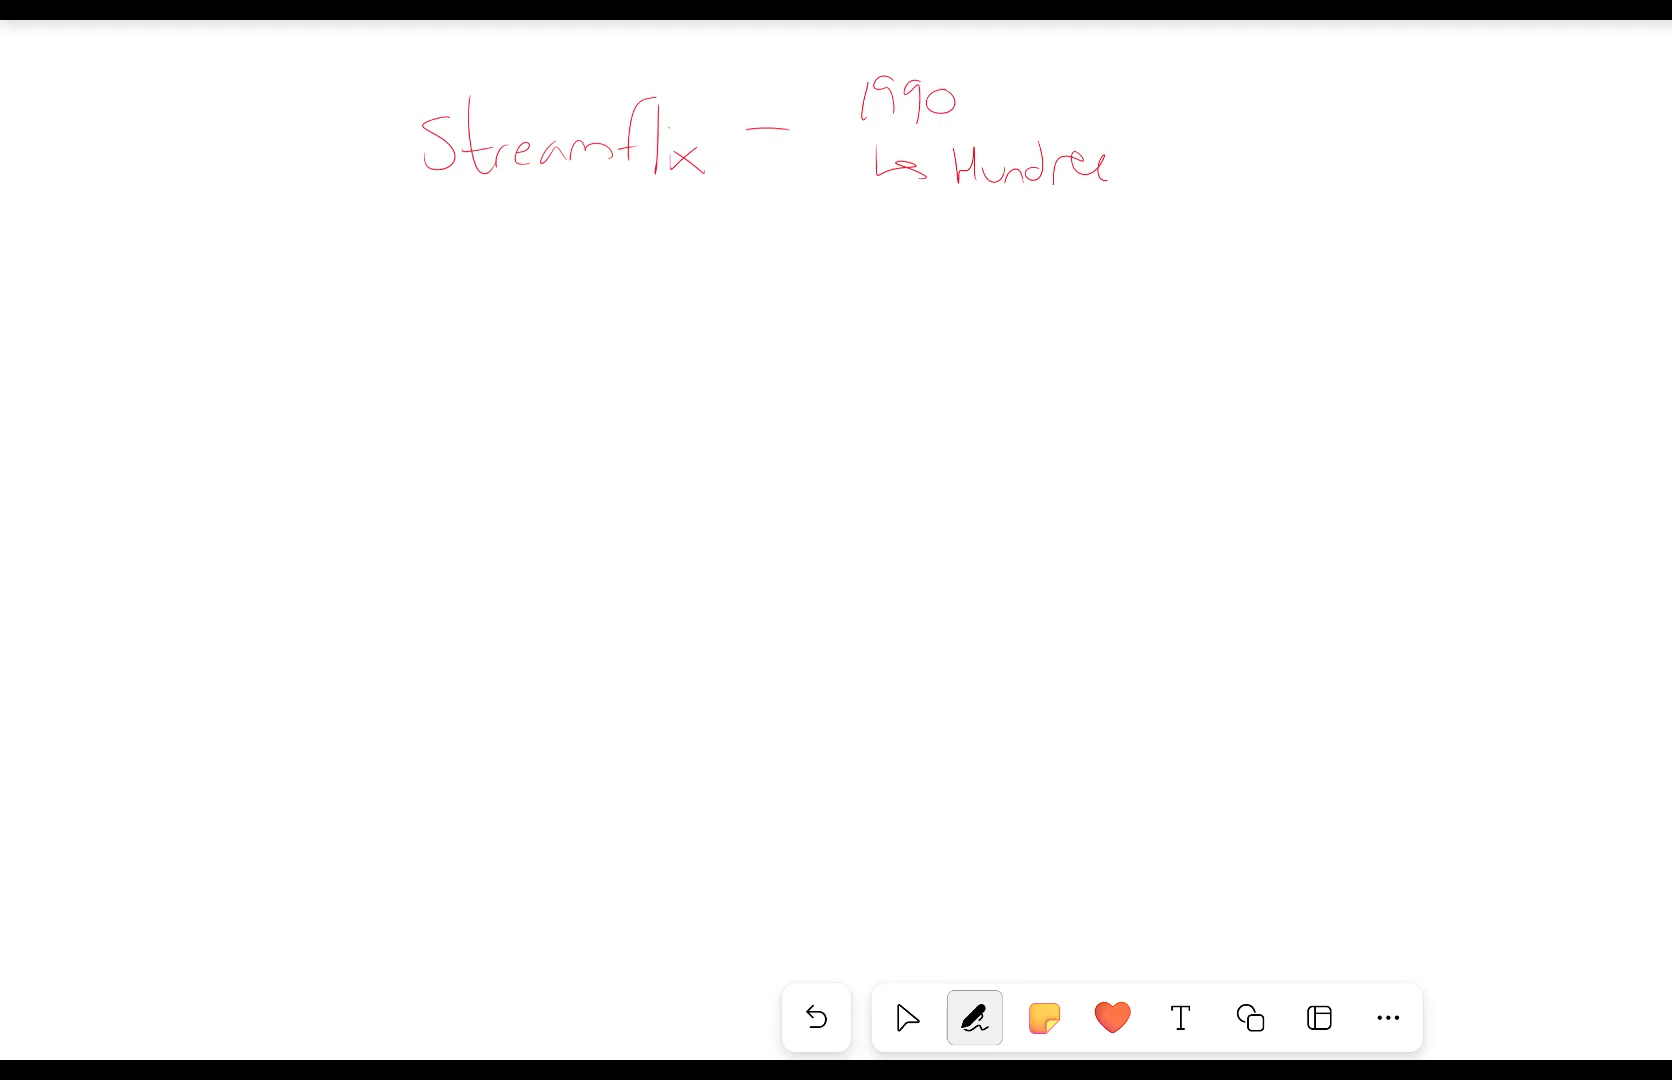 Streamflix - 1990
↳ Hundred
T